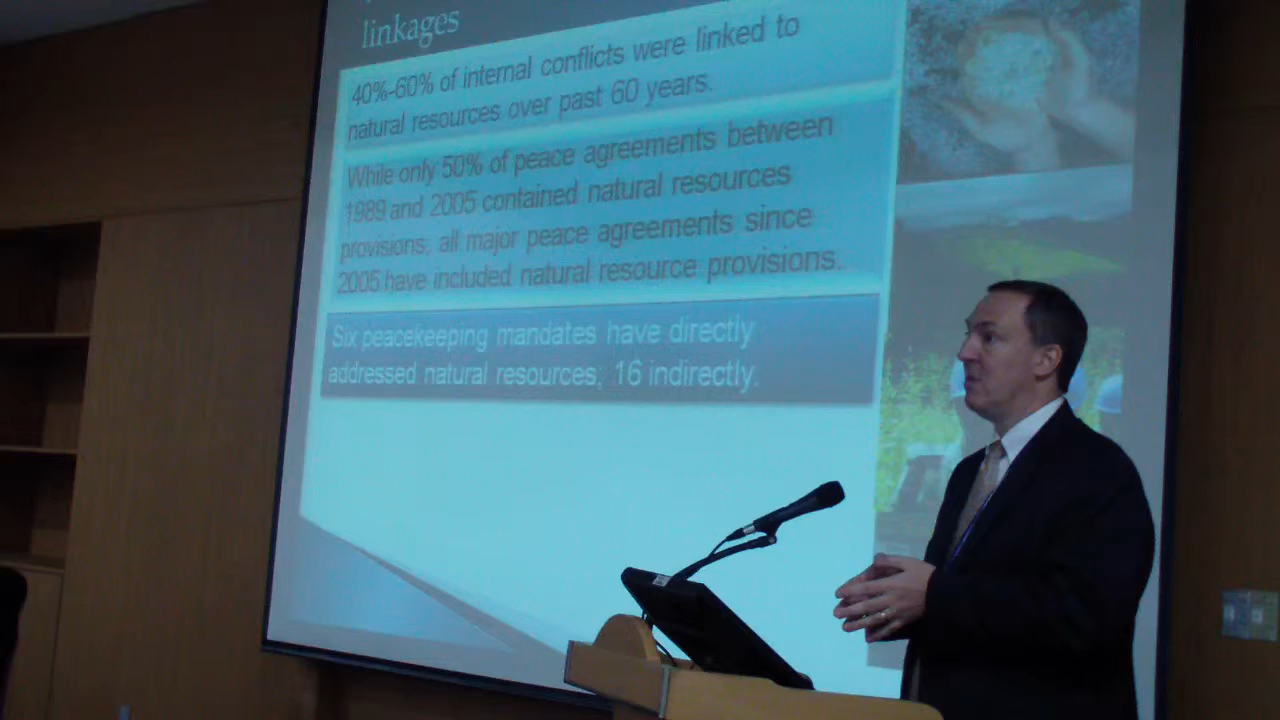 linkages
40%-60% of internal conflicts were linked to
natural resources over past 60 years.
While only 50% of peace agreements between
1989 and 2005 contained natural resources
provisions, all major peace agreements since
2005 have included natural resource provisions.
Six peacekeeping mandates have directly
addressed natural resources; 16 indirectly.